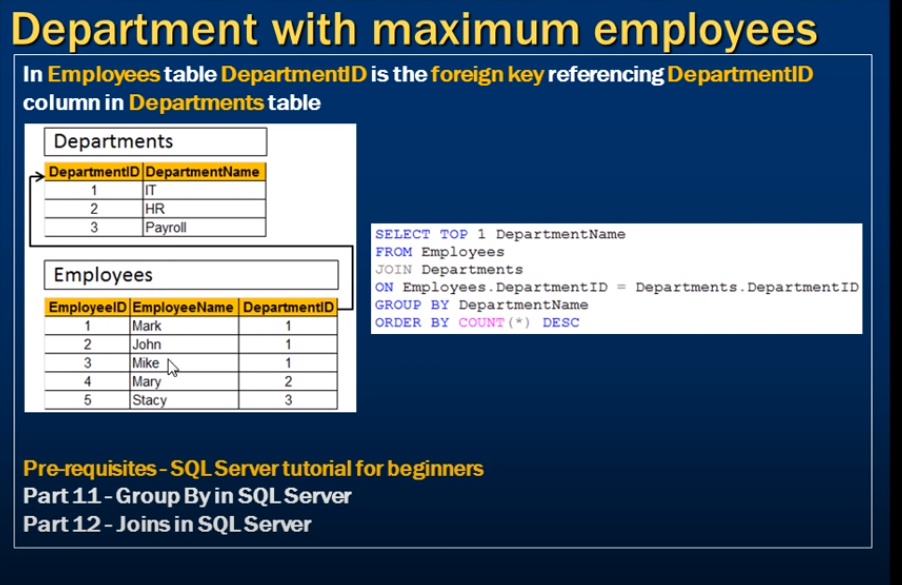 Department with maximum employees
In Employees table DepartmentID is the foreign key referencing DepartmentID
column in Departments table
Departments
DepartmentID DepartmentName
1 IT
2 HR
3 Payroll
Employees
EmployeeID EmployeeName DepartmentID
1 Mark 1
2 John 1
3 Mike 1
4 Mary 2
5 Stacy 3
SELECT TOP 1 DepartmentName
FROM Employees
JOIN Departments
ON Employees.DepartmentID = Departments.DepartmentID
GROUP BY DepartmentName
ORDER BY COUNT(*) DESC
Pre-requisites - SQL Server tutorial for beginners
Part 11 - Group By in SQL Server
Part 12 - Joins in SQL Server